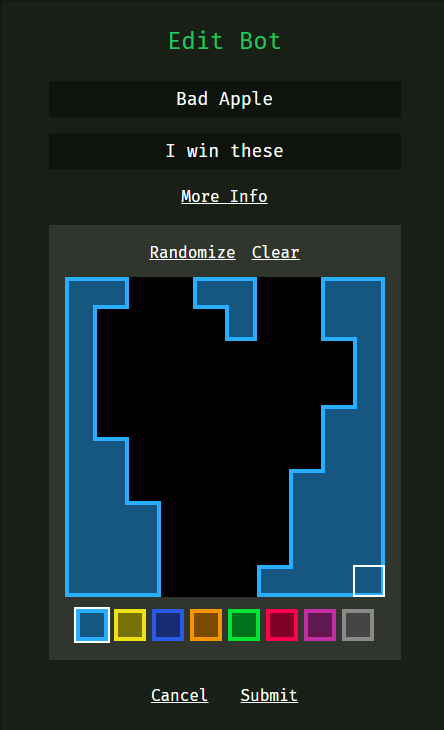 Edit Bot
Bad Apple
I win these
More Info
Randomize Clear
Cancel Submit